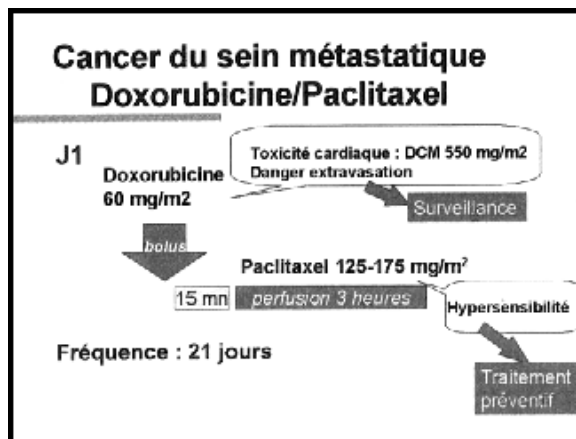 Cancer du sein métastatique
Doxorubicine/Paclitaxel
J1
Doxorubicine
60 mg/m2
Toxicité cardiaque : DCM 550 mg/m2
Danger extravasation
Surveillance
bolus
Paclitaxel 125-175 mg/m²
15 mn
perfusion 3 heures
Hypersensibilité
Fréquence : 21 jours
Traitement
préventif